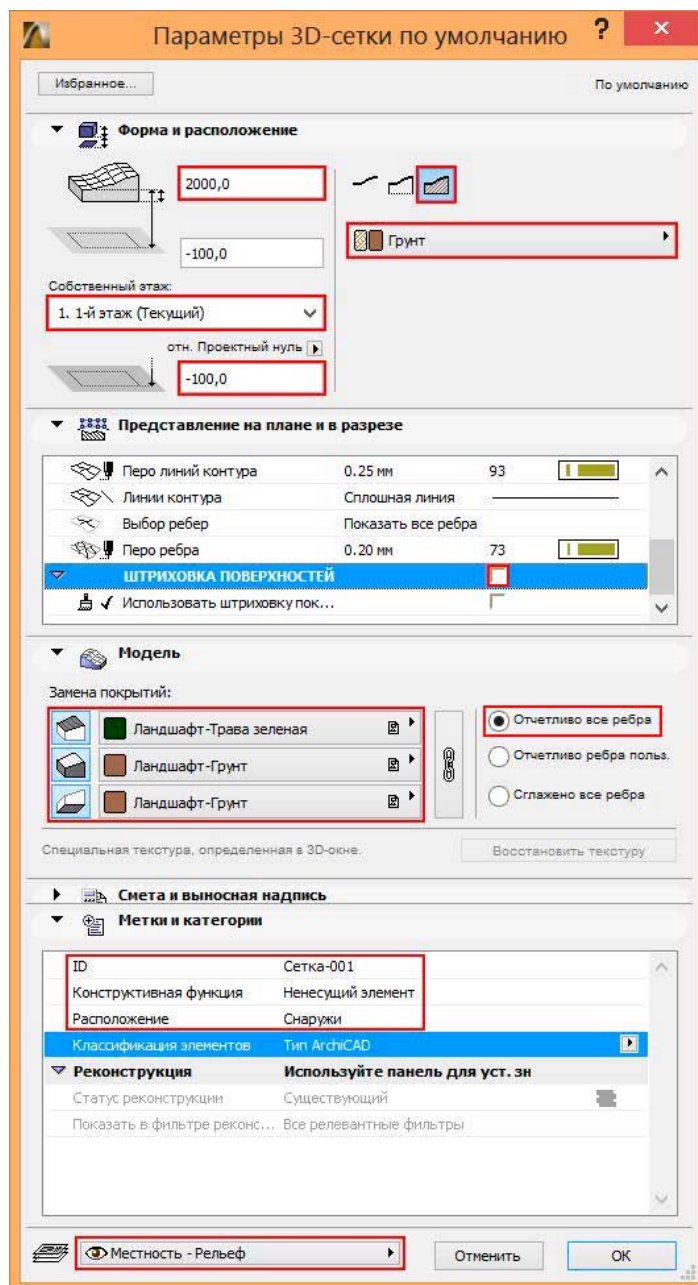 Параметры 3D-сетки по умолчанию ?
Избранное...
По умолчанию
Форма и расположение
2000,0
Грунт
-100,0
Собственный этаж:
1. 1-й этаж (Текущий)
отн. Проектный нуль
-100,0
Представление на плане и в разрезе
Перо линий контура 0.25 мм 93
Линии контура Сплошная линия
Выбор ребер Показать все ребра
Перо ребра 0.20 мм 73
ШТРИХОВКА ПОВЕРХНОСТЕЙ
Использовать штриховку пок...
Модель
Замена покрытий:
Ландшафт-Трава зеленая
Ландшафт-Грунт
Ландшафт-Грунт
Отчетливо все ребра
Отчетливо ребра польз.
Сглажено все ребра
Специальная текстура, определенная в 3D-окне.
Восстановить текстуру
Смета и выносная надпись
Метки и категории
ID Сетка-001
Конструктивная функция Ненесущий элемент
Расположение Снаружи
Классификация элементов Тип ArchiCAD
Реконструкция Используйте панель для уст. зн
Статус реконструкции Существующий
Показать в фильтре реконс... Все релевантные фильтры
Местность - Рельеф
Отменить
OK